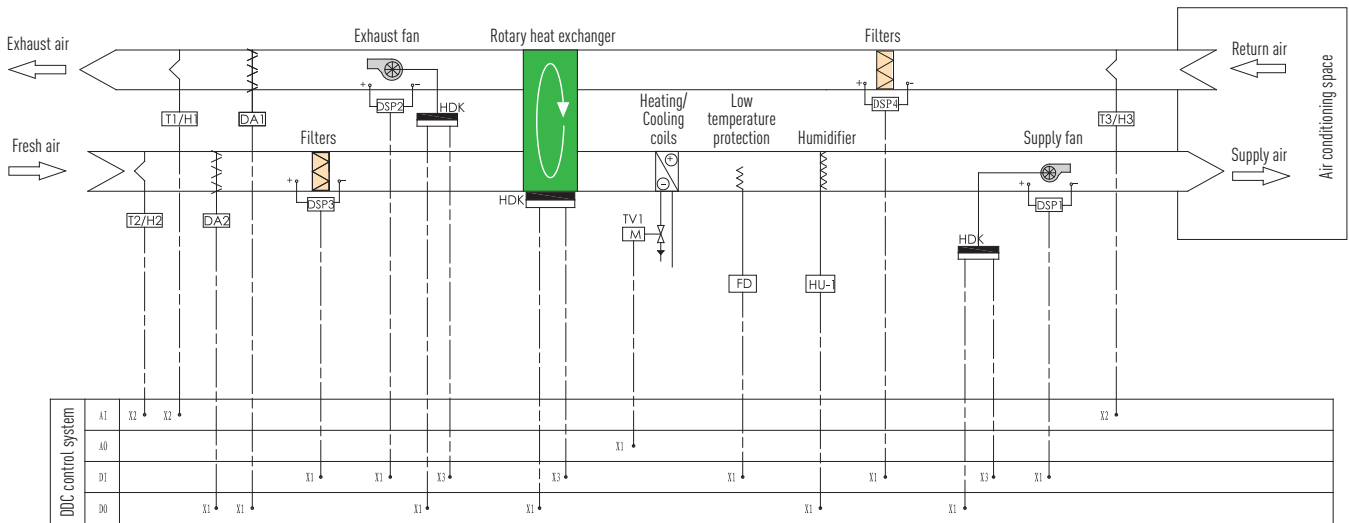 Exhaust air
Exhaust fan
Rotary heat exchanger
Filters
Return air
Air conditioning space
+
-
DSP2
HDK
+
-
DSP4
T1/H1
DA1
T3/H3
Heating/
Cooling
coils
Low
temperature
protection
Humidifier
Supply fan
Fresh air
Filters
Supply air
+
-
DSP3
+
-
+
-
DSP1
HDK
T2/H2
DA2
TV1
M
HDK
FD
HU-1
DDC control system
AI
X2
X2
X2
AO
X1
DI
X1
X1
X3
X3
X1
X1
X3
X1
DO
X1
X1
X1
X1
X1
X1